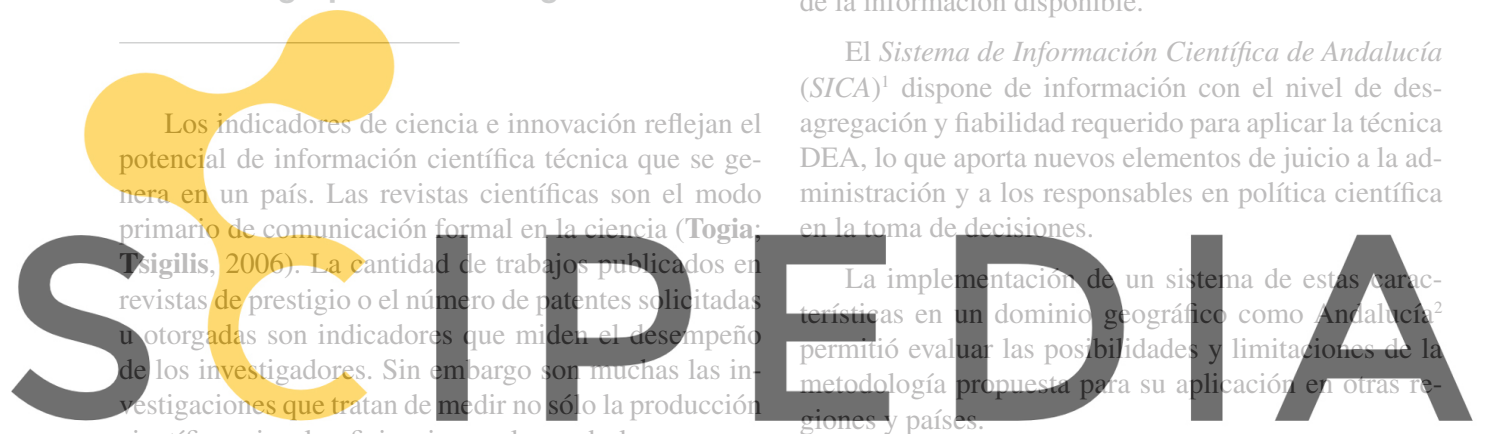 Los indicadores de ciencia e innovación reflejan el
potencial de información científica técnica que se ge-
nera en un país. Las revistas científicas son el modo
primario de comunicación formal en la ciencia (Togia;
Tsigilis, 2006). La cantidad de trabajos publicados en
revistas de prestigio o el número de patentes solicitadas
u otorgadas son indicadores que miden el desempeño
de los investigadores. Sin embargo son muchas las in-
vestigaciones que tratan de medir no sólo la producción
de la información disponible.
El Sistema de Información Científica de Andalucía
(SICA)1 dispone de información con el nivel de des-
agregación y fiabilidad requerido para aplicar la técnica
DEA, lo que aporta nuevos elementos de juicio a la ad-
ministración y a los responsables en política científica
en la toma de decisiones.
La implementación de un sistema de estas carac-
terísticas en un dominio geográfico como Andalucía2
permitió evaluar las posibilidades y limitaciones de la
metodología propuesta para su aplicación en otras re-
giones y países.
SCIPEDIA